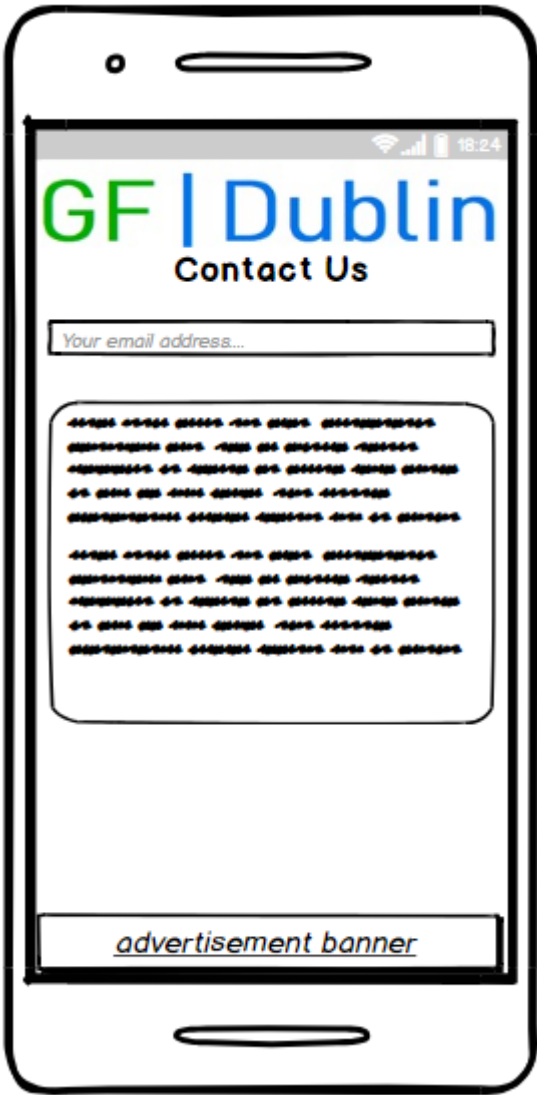 18:24
GF|Dublin
Contact Us
Your email address....
advertisement banner